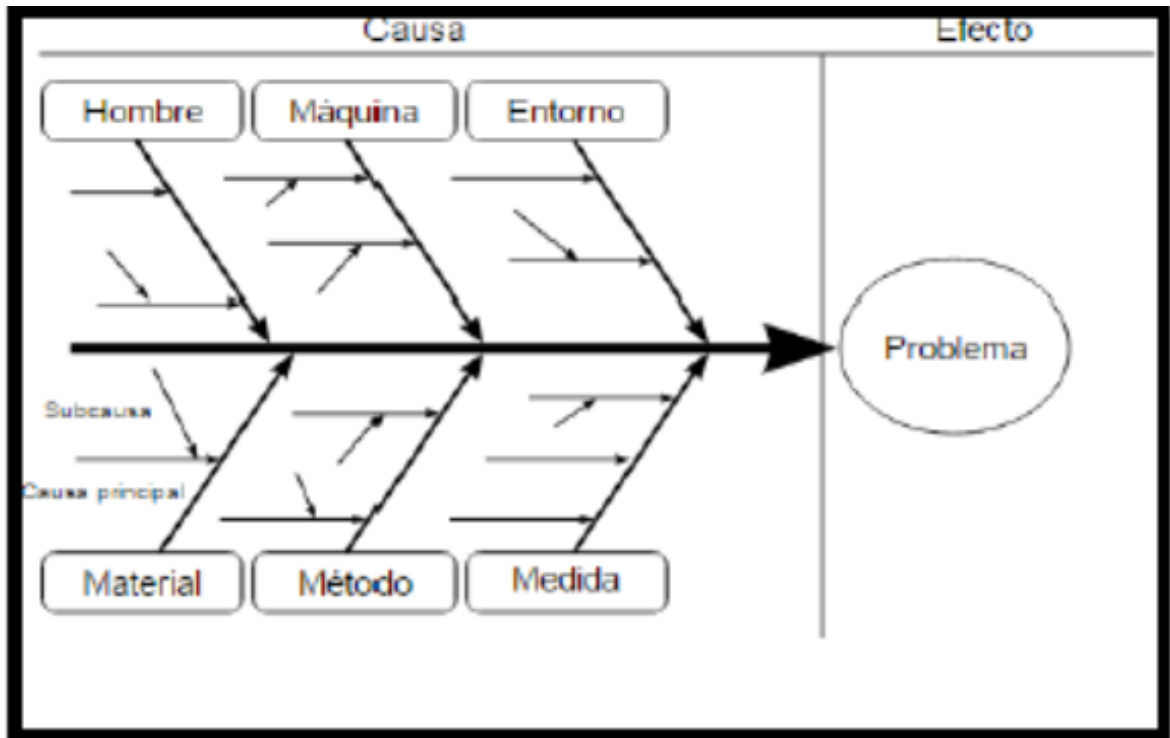 Causa
Efecto
Hombre
Máquina
Entorno
Problema
Subcausa
Causa principal
Material
Método
Medida